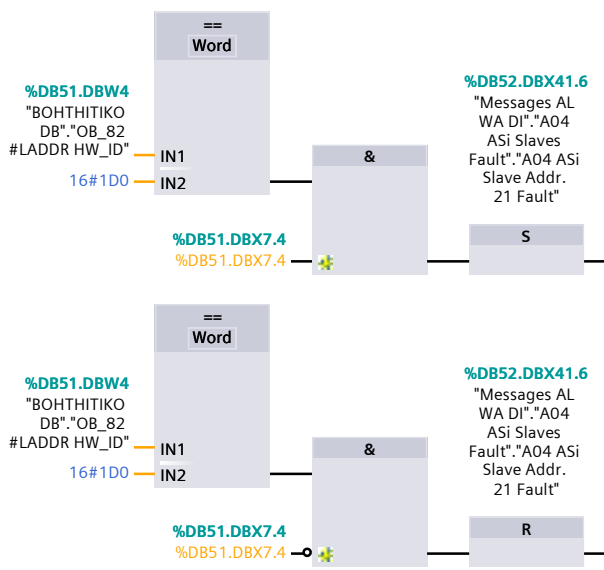 ==
Word
%DB51.DBW4
"BOHTHITIKO
DB"."OB_82
#LADDR HW_ID"
IN1
16#1D0
IN2
&
%DB51.DBX7.4
%DB51.DBX7.4
%DB52.DBX41.6
"Messages AL
WA DI"."A04
ASi Slaves
Fault"."A04 ASi
Slave Addr.
21 Fault"
S
==
Word
%DB51.DBW4
"BOHTHITIKO
DB"."OB_82
#LADDR HW_ID"
IN1
16#1D0
IN2
&
%DB51.DBX7.4
%DB51.DBX7.4
%DB52.DBX41.6
"Messages AL
WA DI"."A04
ASi Slaves
Fault"."A04 ASi
Slave Addr.
21 Fault"
R